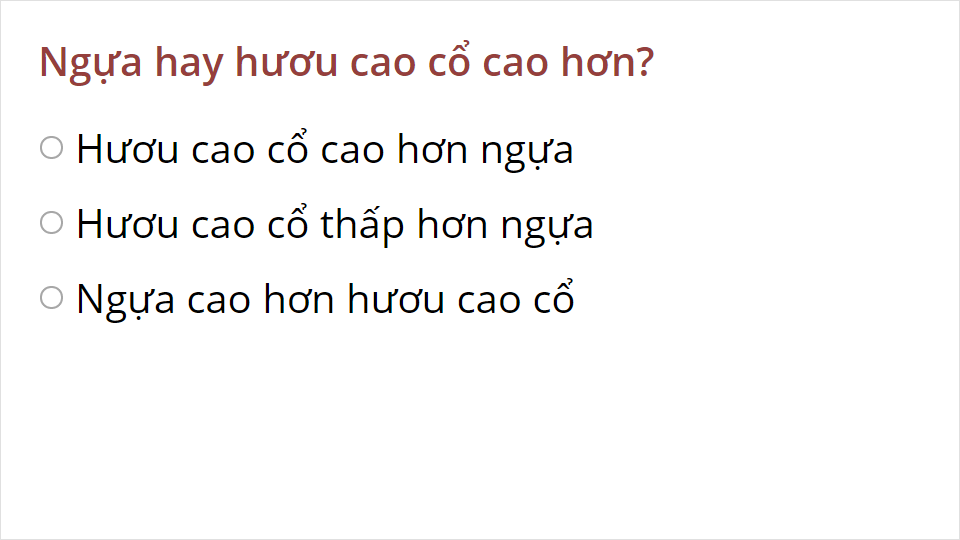 Ngựa hay hươu cao cổ cao hơn?
Hươu cao cổ cao hơn ngựa
Hươu cao cổ thấp hơn ngựa
Ngựa cao hơn hươu cao cổ